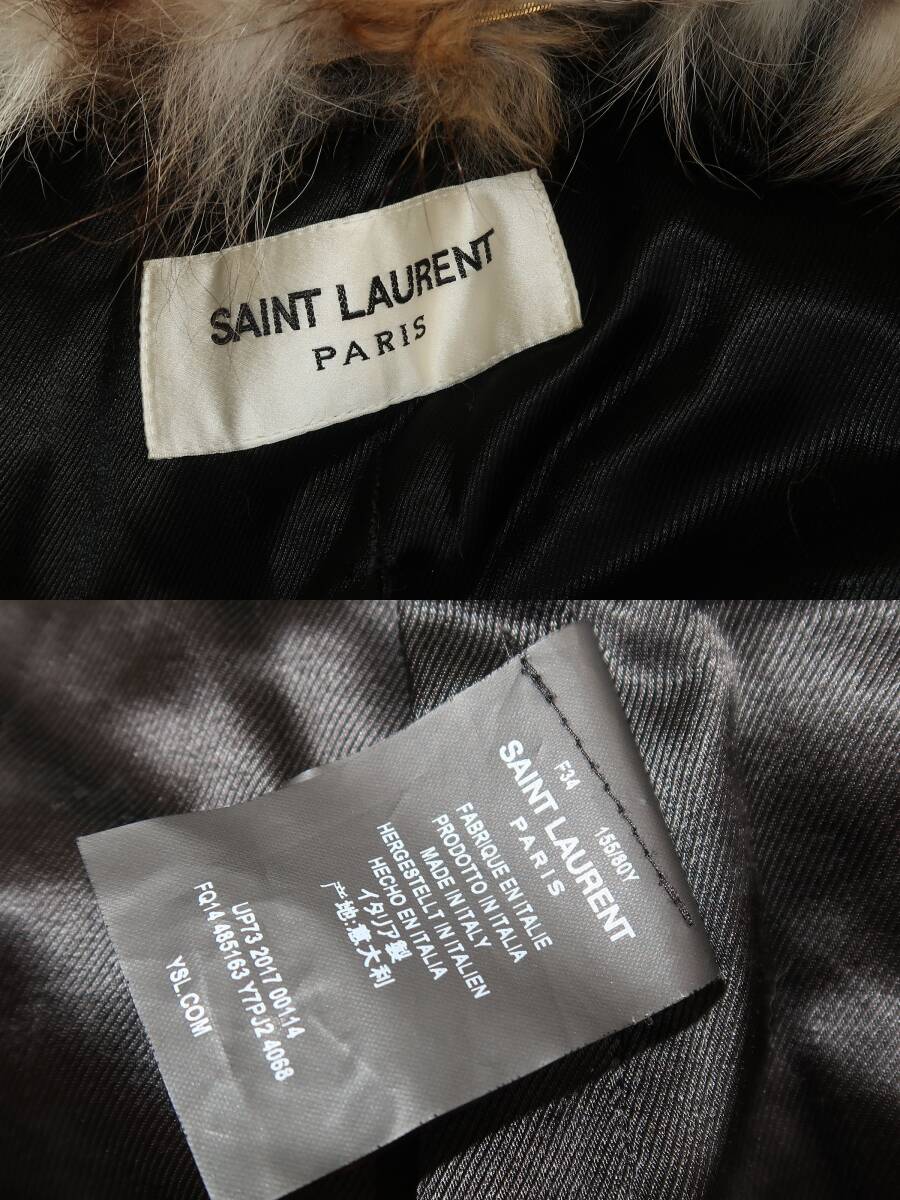 SAINT LAURENT
PARIS
F34
155/80Y
SAINT LAURENT
PARIS
FABRIQUE EN ITALIE
PRODOTTO IN ITALIA
MADE IN ITALY
HERGESTELLT IN ITALIEN
HECHO EN ITALIA
イタリア製
产地:意大利
UP73 2017 00114
FQ14 485163 Y7PJ2 4068
YSL.COM